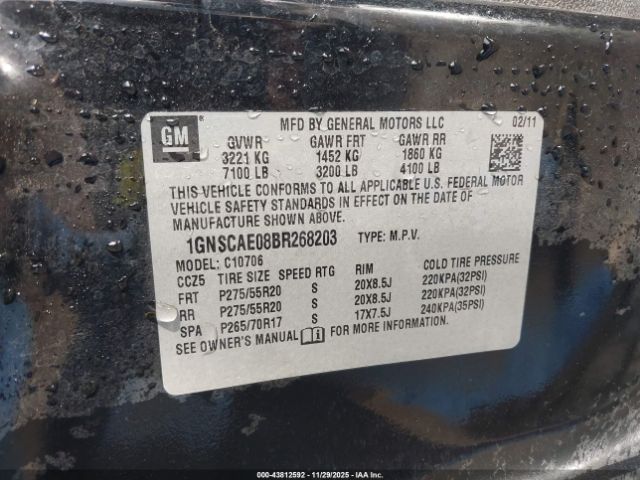 GM
®
MFD BY GENERAL MOTORS LLC 02/11
GVWR GAWR FRT GAWR RR
3221 KG 1452 KG 1860 KG
7100 LB 3200 LB 4100 LB
THIS VEHICLE CONFORMS TO ALL APPLICABLE U.S. FEDERAL MOTOR
VEHICLE SAFETY STANDARDS IN EFFECT ON THE DATE OF
MANUFACTURE SHOWN ABOVE.
1GNSCAE08BR268203 TYPE: M.P.V.
MODEL: C10706
CCZ5 TIRE SIZE SPEED RTG RIM COLD TIRE PRESSURE
FRT P275/55R20 S 20X8.5J 220KPA(32PSI)
RR P275/55R20 S 20X8.5J 220KPA(32PSI)
SPA P265/70R17 S 17X7.5J 240KPA(35PSI)
SEE OWNER'S MANUAL FOR MORE INFORMATION.
000-43812592 11/29/2025 IAA Inc.